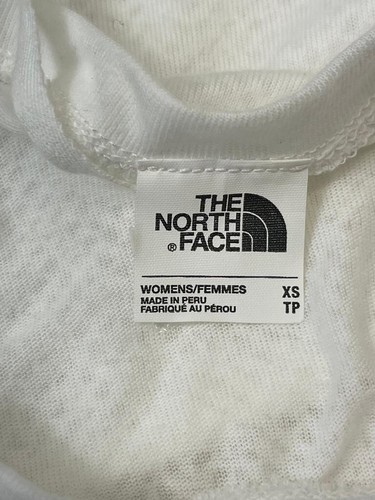 THE
NORTH
® FACE
WOMENS/FEMMES XS
MADE IN PERU TP
FABRIQUÉ AU PÉROU